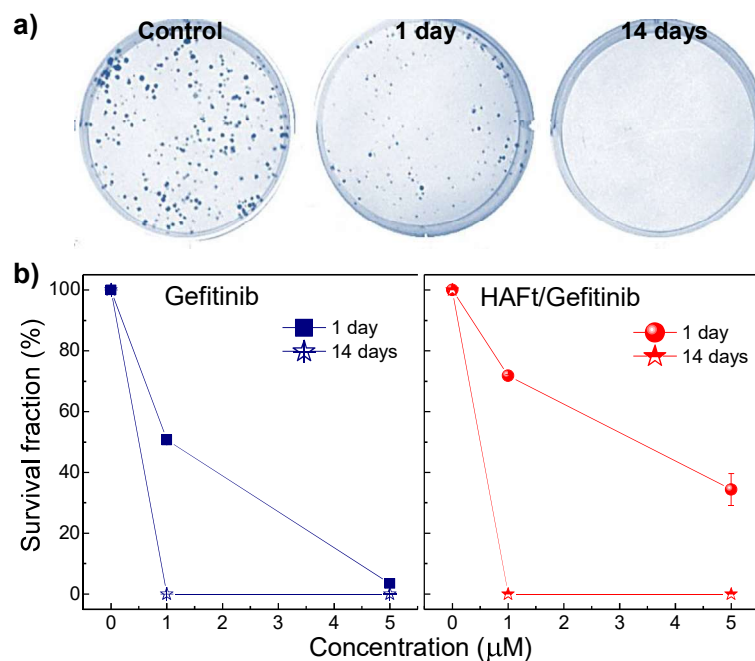 a)
Control
1 day
14 days
b)
Gefitinib
1 day
14 days
HAFt/Gefitinib
1 day
14 days
Survival fraction (%)
100
80
60
40
20
0
0 1 2 3 4 5
0 1 2 3 4 5
Concentration (μM)